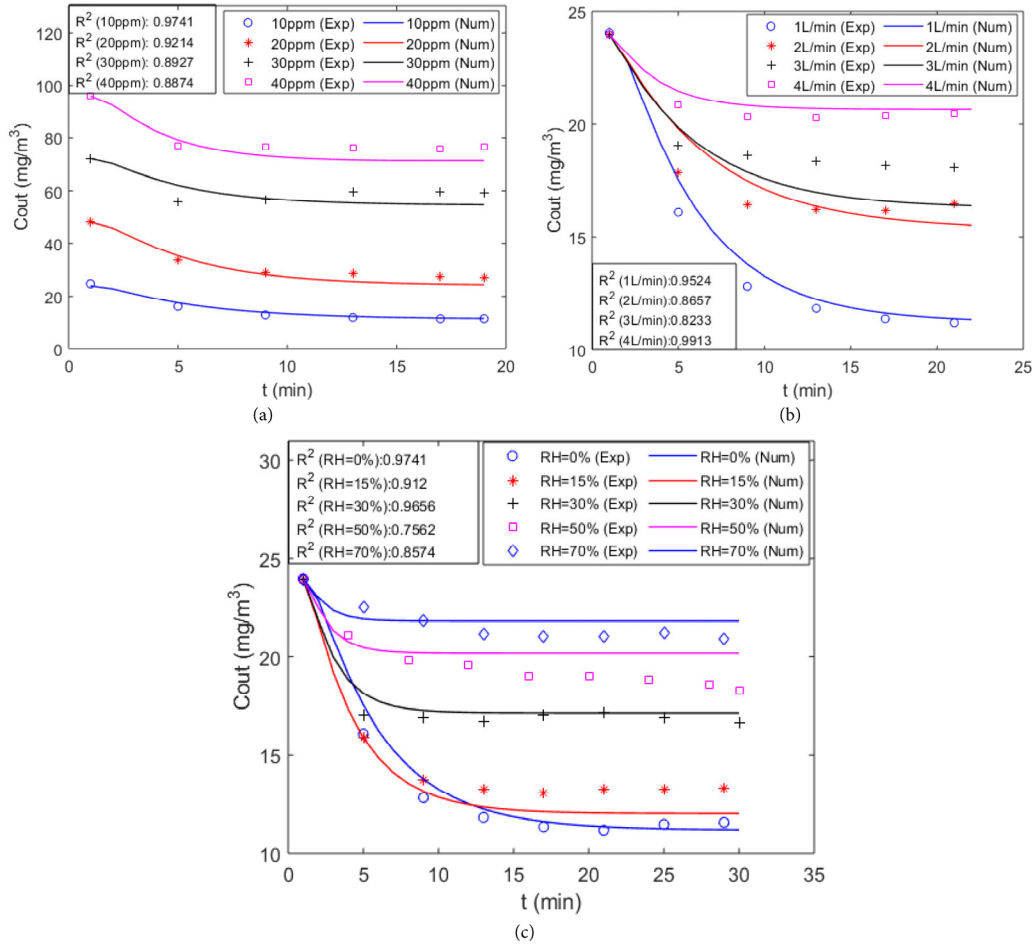 R² (10ppm): 0.9741
R² (20ppm): 0.9214
R² (30ppm): 0.8927
R² (40ppm): 0.8874
10ppm (Exp) 10ppm (Num)
20ppm (Exp) 20ppm (Num)
30ppm (Exp) 30ppm (Num)
40ppm (Exp) 40ppm (Num)
120
100
80
60
40
20
0
Cout (mg/m³)
0 5 10 15 20
t (min)
(a)
1L/min (Exp) 1L/min (Num)
2L/min (Exp) 2L/min (Num)
3L/min (Exp) 3L/min (Num)
4L/min (Exp) 4L/min (Num)
R² (1L/min):0.9524
R² (2L/min):0.8657
R² (3L/min):0.8233
R² (4L/min):0,9913
25
20
15
10
Cout (mg/m³)
0 5 10 15 20 25
t (min)
(b)
R² (RH=0%):0.9741
R² (RH=15%):0.912
R² (RH=30%):0.9656
R² (RH=50%):0.7562
R² (RH=70%):0.8574
RH=0% (Exp) RH=0% (Num)
RH=15% (Exp) RH=15% (Num)
RH=30% (Exp) RH=30% (Num)
RH=50% (Exp) RH=50% (Num)
RH=70% (Exp) RH=70% (Num)
30
25
20
15
10
Cout (mg/m³)
0 5 10 15 20 25 30 35
t (min)
(c)